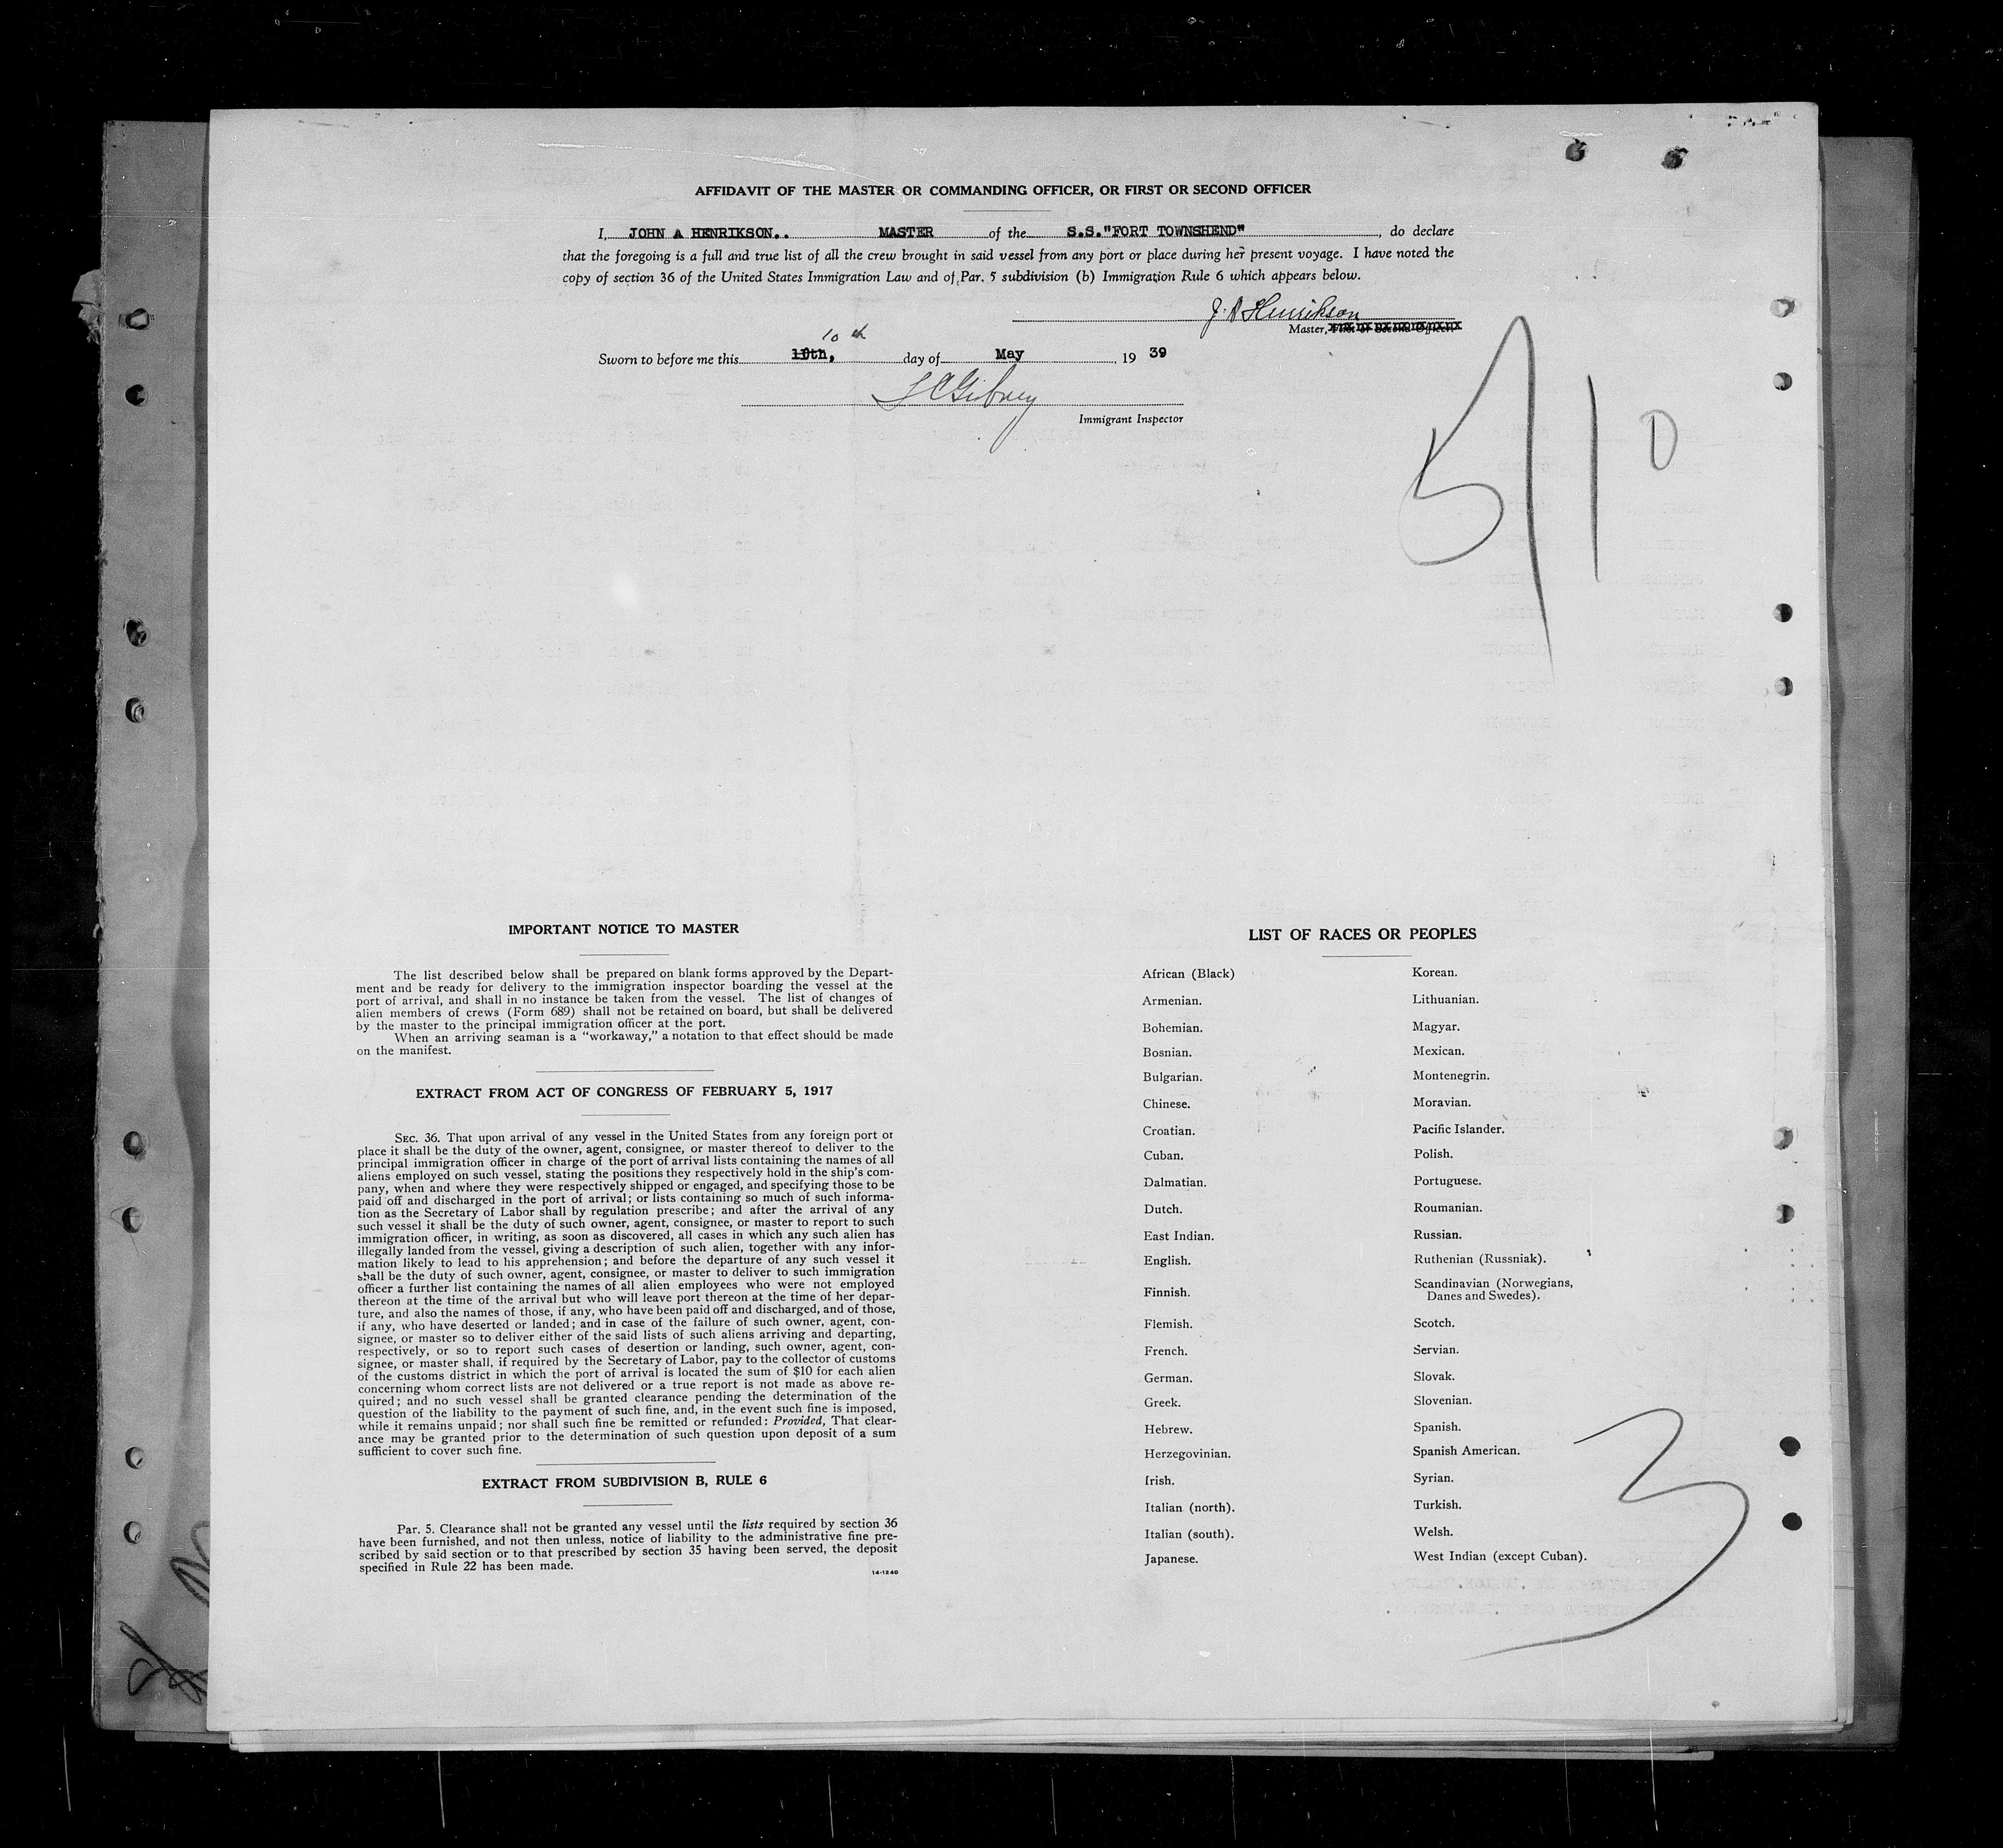 AFFIDAVIT OF THE MASTER OR COMMANDING OFFICER, OR FIRST OR SECOND OFFICER
I, JOHN A HENRIKSON.. MASTER of the S.S."FORT TOWNSHEND", do declare
that the foregoing is a full and true list of all the crew brought in said vessel from any port or place during her present voyage. I have noted the
copy of section 36 of the United States Immigration Law and of Par. 5 subdivision (b) Immigration Rule 6 which appears below.
J. A Henrikson
Master, First or Second Officer.
10 th
Sworn to before me this 10th, day of May, 19 39
Immigrant Inspector
5/10
IMPORTANT NOTICE TO MASTER
The list described below shall be prepared on blank forms approved by the Depart-
ment and be ready for delivery to the immigration inspector boarding the vessel at the
port of arrival, and shall in no instance be taken from the vessel. The list of changes of
alien members of crews (Form 689) shall not be retained on board, but shall be delivered
by the master to the principal immigration officer at the port.
When an arriving seaman is a "workaway," a notation to that effect should be made
on the manifest.
EXTRACT FROM ACT OF CONGRESS OF FEBRUARY 5, 1917
SEC. 36. That upon arrival of any vessel in the United States from any foreign port or
place it shall be the duty of the owner, agent, consignee, or master thereof to deliver to the
principal immigration officer in charge of the port of arrival lists containing the names of all
aliens employed on such vessel, stating the positions they respectively hold in the ship's com-
pany, when and where they were respectively shipped or engaged, and specifying those to be
paid off and discharged in the port of arrival; or lists containing so much of such informa-
tion as the Secretary of Labor shall by regulation prescribe; and after the arrival of any
such vessel it shall be the duty of such owner, agent, consignee, or master to report to such
immigration officer, in writing, as soon as discovered, all cases in which any such alien has
illegally landed from the vessel, giving a description of such alien, together with any infor-
mation likely to lead to his apprehension; and before the departure of any such vessel it
shall be the duty of such owner, agent, consignee, or master to deliver to such immigration
officer a further list containing the names of all alien employees who were not employed
thereon at the time of the arrival but who will leave port thereon at the time of her depar-
ture, and also the names of those, if any, who have been paid off and discharged, and of those,
if any, who have deserted or landed; and in case of the failure of such owner, agent, con-
signee, or master so to deliver either of the said lists of such aliens arriving and departing,
respectively, or so to report such cases of desertion or landing, such owner, agent, con-
signee, or master shall, if required by the Secretary of Labor, pay to the collector of customs
of the customs district in which the port of arrival is located the sum of $10 for each alien
concerning whom correct lists are not delivered or a true report is not made as above re-
quired; and no such vessel shall be granted clearance pending the determination of the
question of the liability to the payment of such fine, and, in the event such fine is imposed,
while it remains unpaid; nor shall such fine be remitted or refunded: Provided, That clear-
ance may be granted prior to the determination of such question upon deposit of a sum
sufficient to cover such fine.
EXTRACT FROM SUBDIVISION B, RULE 6
Par. 5. Clearance shall not be granted any vessel until the lists required by section 36
have been furnished, and not then unless, notice of liability to the administrative fine pre-
scribed by said section or to that prescribed by section 35 having been served, the deposit
specified in Rule 22 has been made.
14-1240
LIST OF RACES OR PEOPLES
African (Black)
Armenian.
Bohemian.
Bosnian.
Bulgarian.
Chinese.
Croatian.
Cuban.
Dalmatian.
Dutch.
East Indian.
English.
Finnish.
Flemish.
French.
German.
Greek.
Hebrew.
Herzegovinian.
Irish.
Italian (north).
Italian (south).
Japanese.
Korean.
Lithuanian.
Magyar.
Mexican.
Montenegrin.
Moravian.
Pacific Islander.
Polish.
Portuguese.
Roumanian.
Russian.
Ruthenian (Russniak).
Scandinavian (Norwegians,
Danes and Swedes).
Scotch.
Servian.
Slovak.
Slovenian.
Spanish.
Spanish American.
Syrian.
Turkish.
Welsh.
West Indian (except Cuban).
3